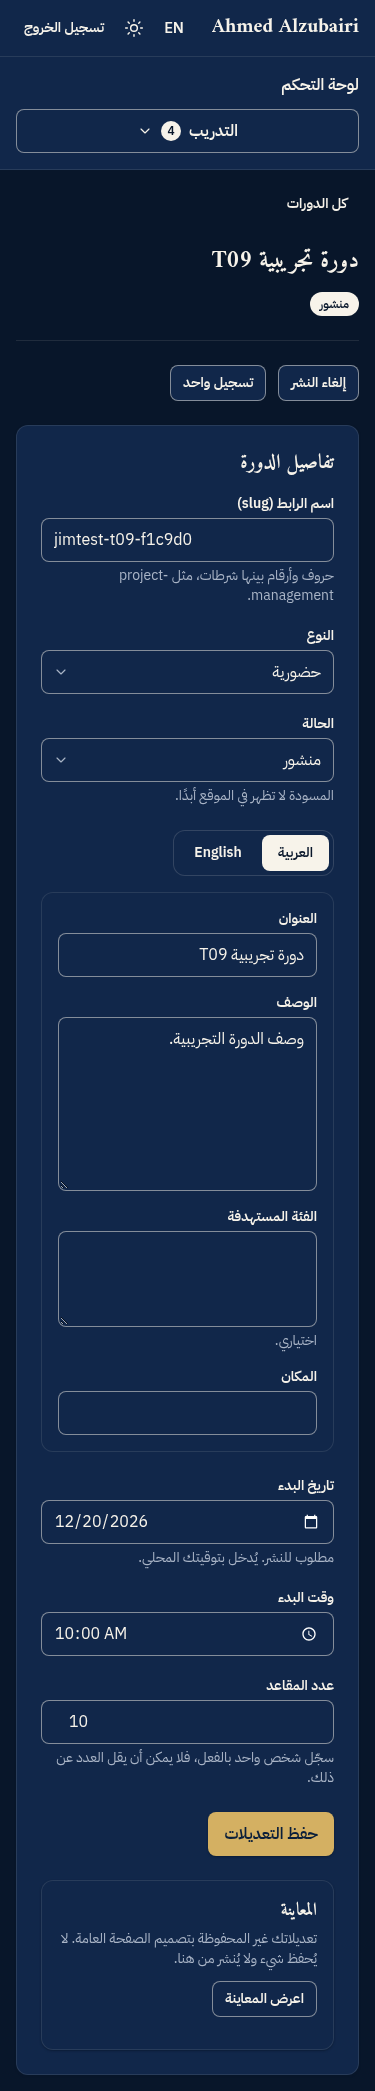 Ahmed Alzubairi
EN
تسجيل الخروج
لوحة التحكم
التدريب 4
كل الدورات
دورة تجريبية T09
منشور
إلغاء النشر
تسجيل واحد
تفاصيل الدورة
اسم الرابط (slug)
jimtest-t09-f1c9d0
حروف وأرقام بينها شرطات، مثل project-
management.
النوع
حضورية
الحالة
منشور
المسودة لا تظهر في الموقع أبدًا.
العربية
English
العنوان
دورة تجريبية T09
الوصف
وصف الدورة التجريبية.
الفئة المستهدفة
اختياري.
المكان
تاريخ البدء
12/20/2026
مطلوب للنشر. يُدخل بتوقيتك المحلي.
وقت البدء
10:00 AM
عدد المقاعد
10
سجّل شخص واحد بالفعل، فلا يمكن أن يقل العدد عن
ذلك.
حفظ التعديلات
المعاينة
تعديلاتك غير المحفوظة بتصميم الصفحة العامة. لا
يُحفظ شيء ولا يُنشر من هنا.
اعرض المعاينة